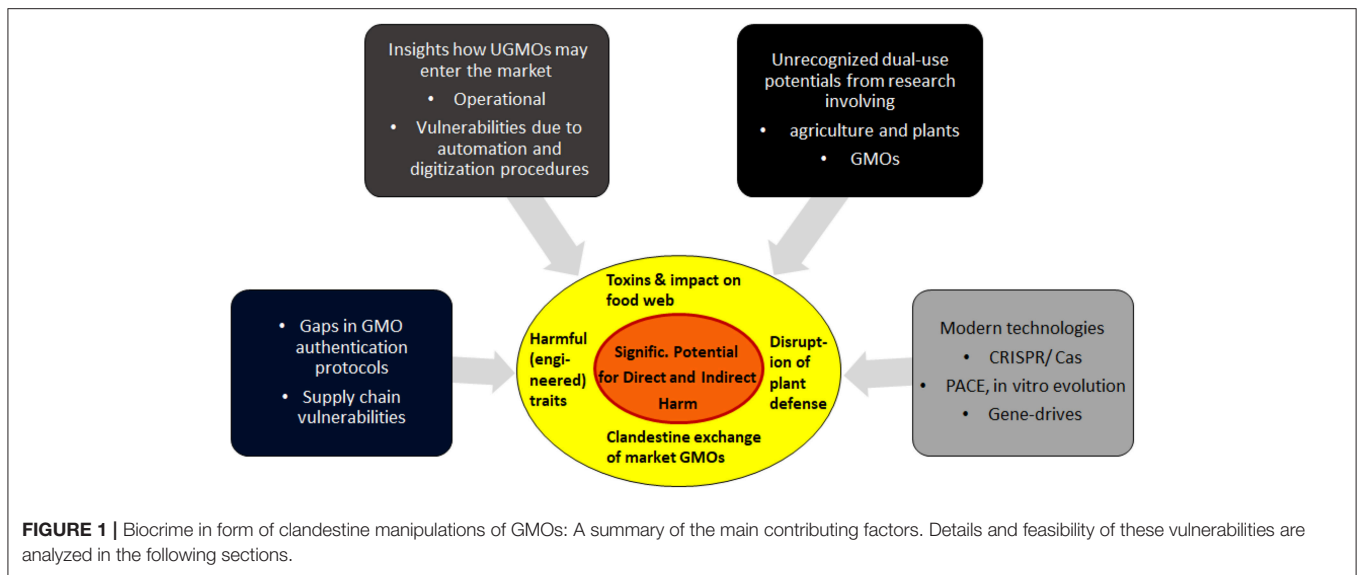 Insights how UGMOs may
enter the market
• Operational
• Vulnerabilities due to
automation and
digitization procedures
Unrecognized dual-use
potentials from research
involving
• agriculture and plants
• GMOs
• Gaps in GMO
authentication
protocols
• Supply chain
vulnerabilities
Toxins & impact on
food web
Harmful
(engi-
neered)
traits
Signific. Potential
for Direct and Indirect
Harm
Disrupt-
ion of
plant
defense
Clandestine exchange
of market GMOs
Modern technologies
• CRISPR/ Cas
• PACE, in vitro evolution
• Gene-drives
FIGURE 1 | Biocrime in form of clandestine manipulations of GMOs: A summary of the main contributing factors. Details and feasibility of these vulnerabilities are
analyzed in the following sections.